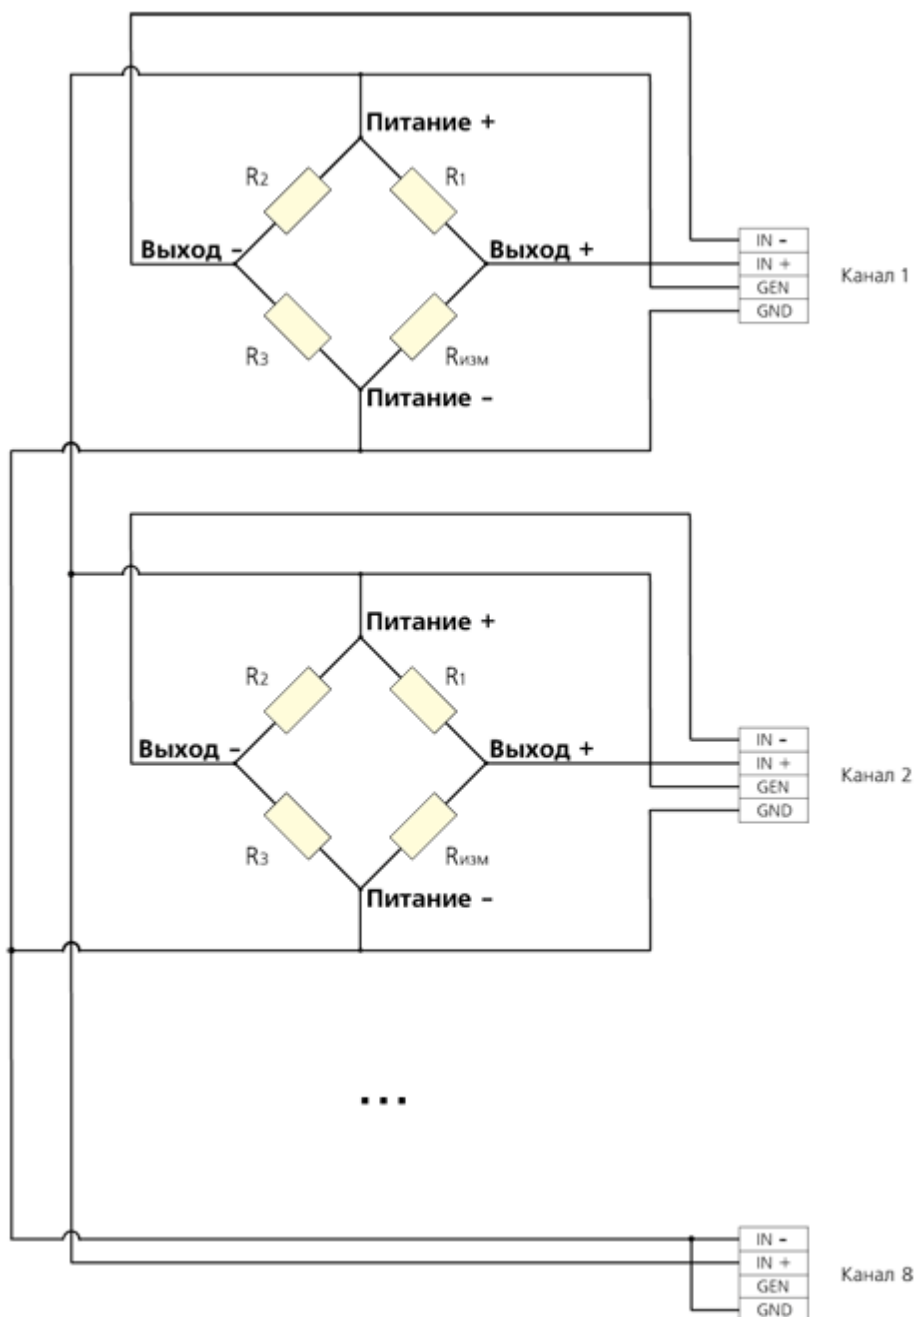 Питание +
R2
R1
Выход -
Выход +
IN -
IN +
GEN
GND
Канал 1
R3
Rизм
Питание -
Питание +
R2
R1
Выход -
Выход +
IN -
IN +
GEN
GND
Канал 2
R3
Rизм
Питание -
...
IN -
IN +
GEN
GND
Канал 8